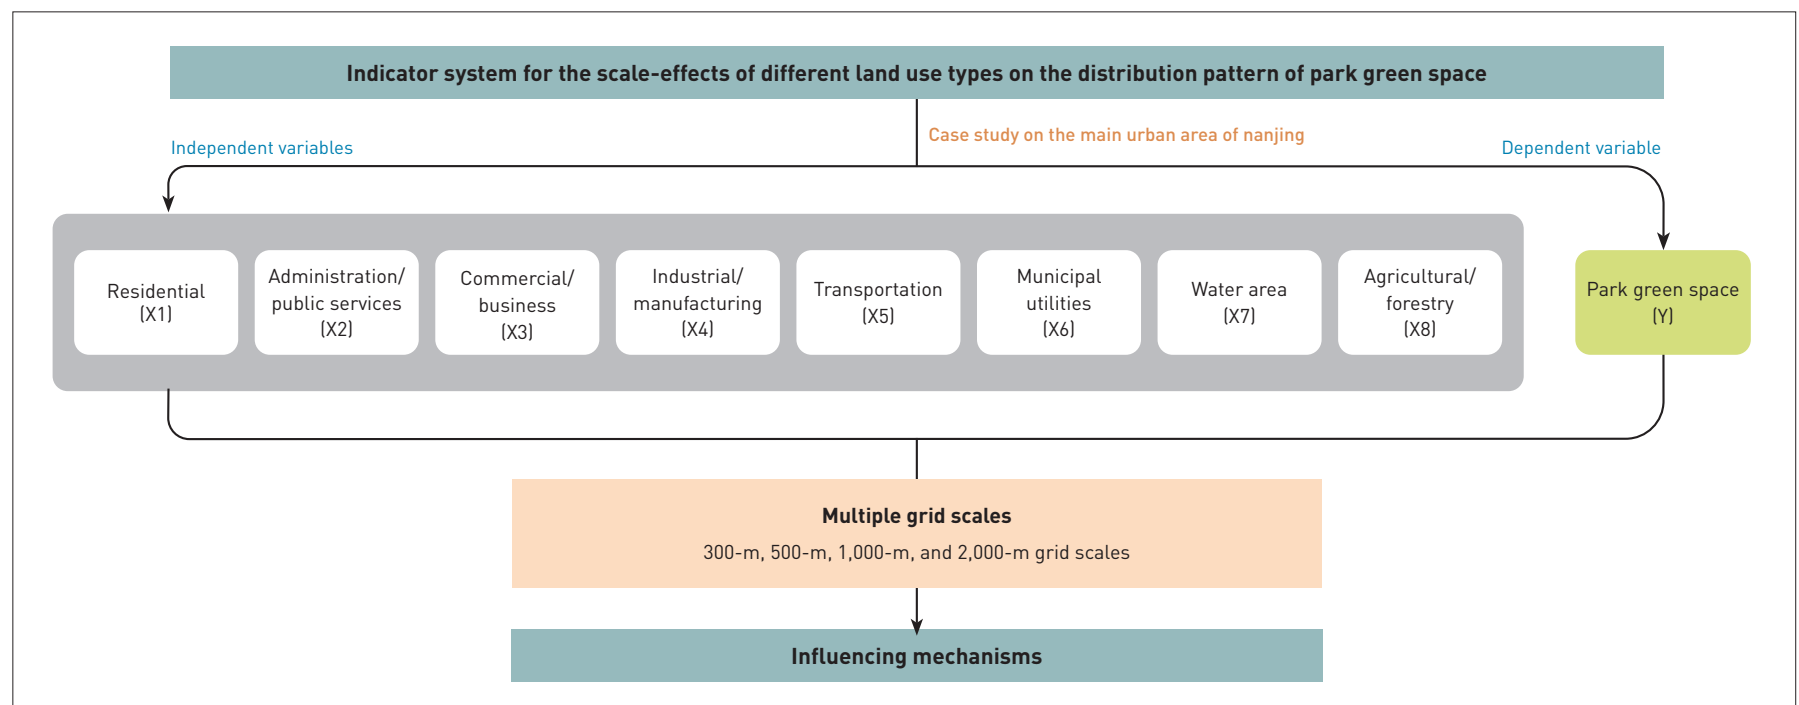 Indicator system for the scale-effects of different land use types on the distribution pattern of park green space
Case study on the main urban area of nanjing
Independent variables
Dependent variable
Residential
(X1)
Administration/
public services
(X2)
Commercial/
business
(X3)
Industrial/
manufacturing
(X4)
Transportation
(X5)
Municipal
utilities
(X6)
Water area
(X7)
Agricultural/
forestry
(X8)
Park green space
(Y)
Multiple grid scales
300-m, 500-m, 1,000-m, and 2,000-m grid scales
Influencing mechanisms